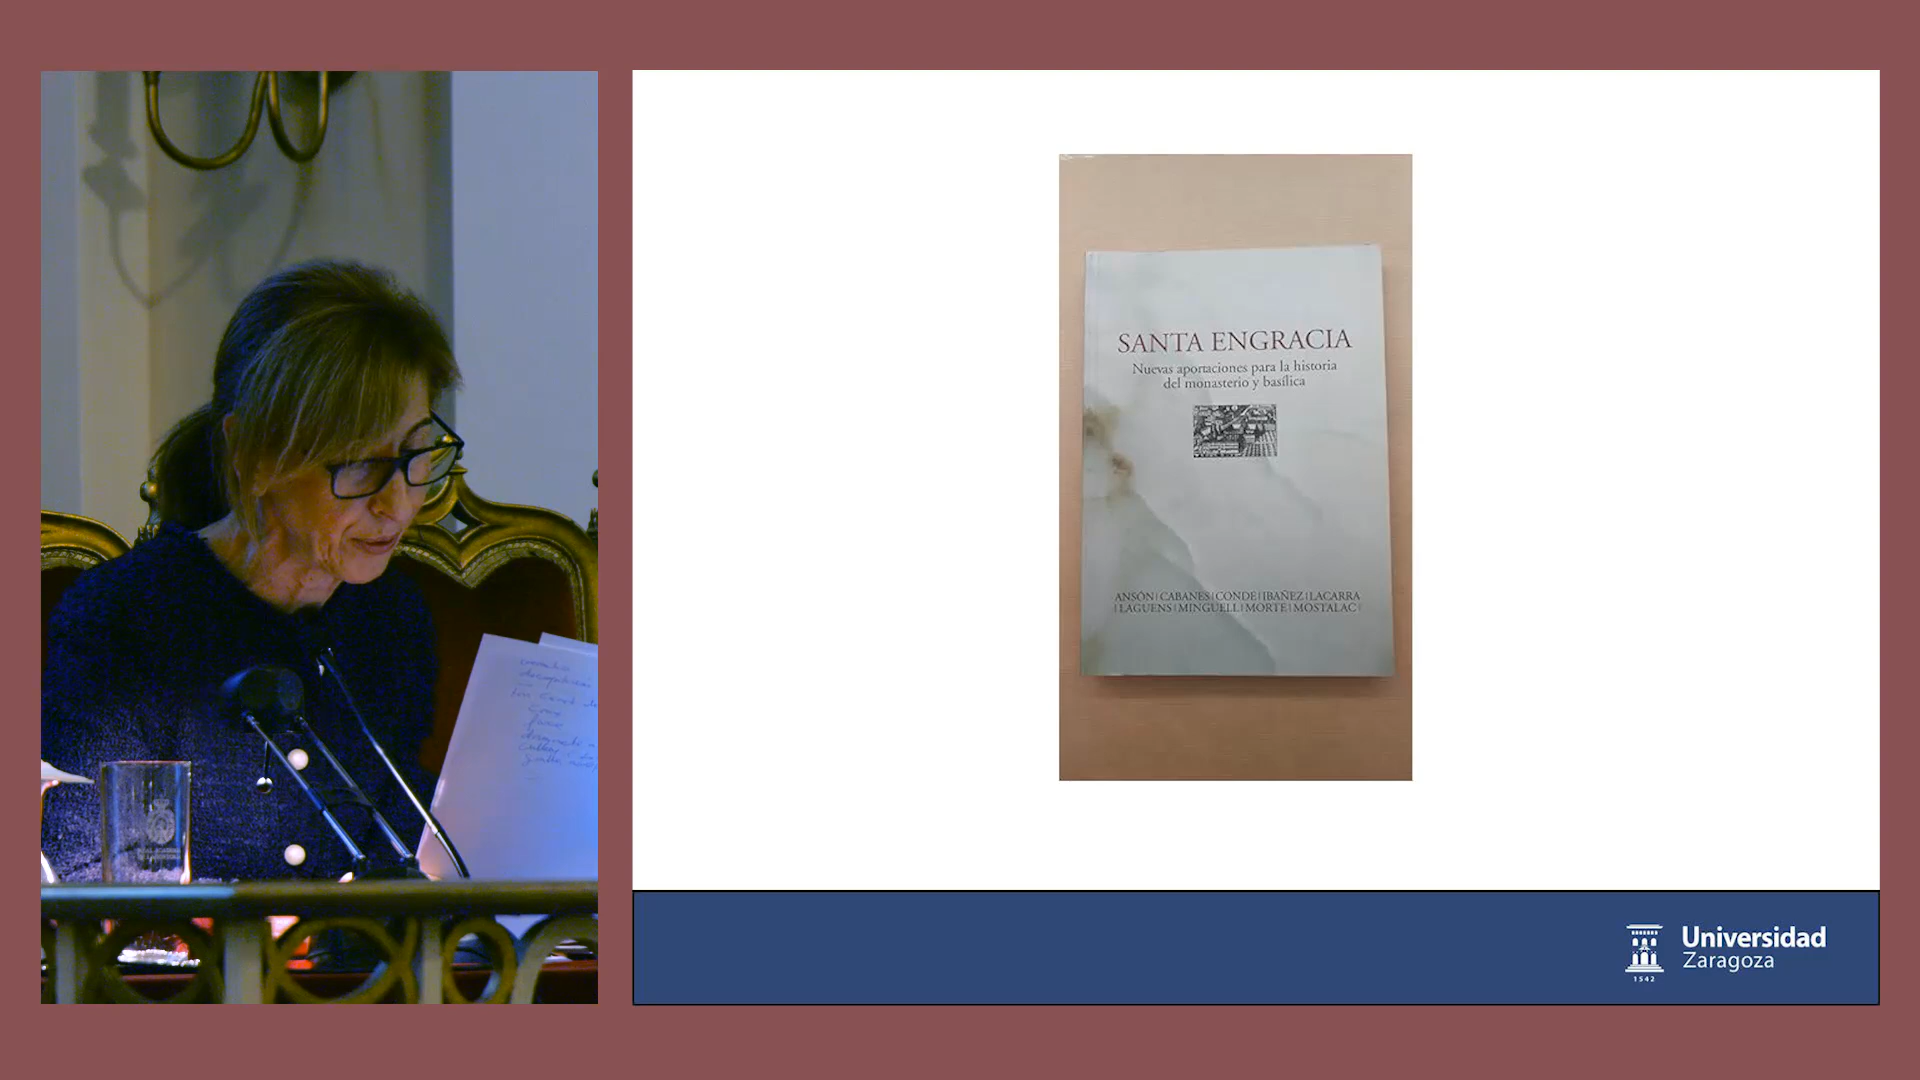 SANTA ENGRACIA
Nuevas aportaciones para la historia
del monasterio y basílica
ANSÓN | CABANES | CONDE | IBAÑEZ | LACARRA
| LAGUENS | MINGUELL | MORTE | MOSTALAC |
Universidad
Zaragoza
1542